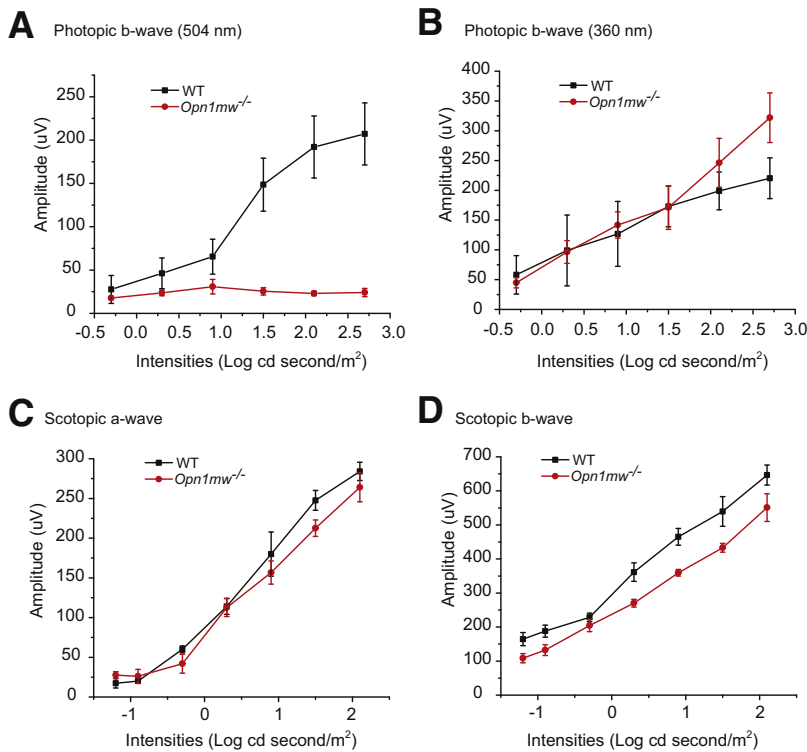 A Photopic b-wave (504 nm)
WT
Opn1mw-/-
Amplitude (uV)
250
200
150
100
50
0
-0.5 0.0 0.5 1.0 1.5 2.0 2.5 3.0
Intensities (Log cd second/m2)
B Photopic b-wave (360 nm)
WT
Opn1mw-/-
Amplitude (uV)
400
350
300
250
200
150
100
50
0
-0.5 0.0 0.5 1.0 1.5 2.0 2.5 3.0
Intensities (Log cd second/m2)
C Scotopic a-wave
WT
Opn1mw-/-
Amplitude (uV)
300
250
200
150
100
50
0
-1 0 1 2
Intensities (Log cd second/m2)
D Scotopic b-wave
WT
Opn1mw-/-
Amplitude (uV)
700
600
500
400
300
200
100
0
-1 0 1 2
Intensities (Log cd second/m2)